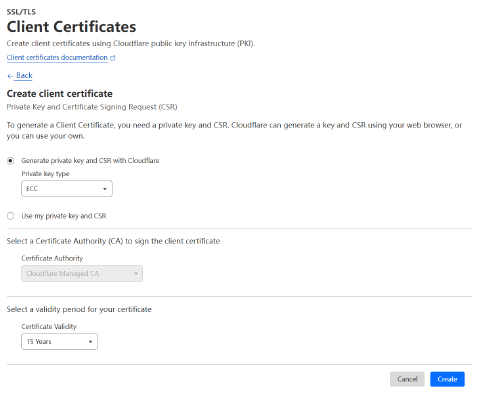 SSL/TLS
Client Certificates
Create client certificates using Cloudflare public key infrastructure (PKI).
Client certificates documentation
← Back
Create client certificate
Private Key and Certificate Signing Request (CSR)
To generate a Client Certificate, you need a private key and CSR. Cloudflare can generate a key and CSR using your web browser, or
you can use your own.
Generate private key and CSR with Cloudflare
Private key type
ECC
Use my private key and CSR
Select a Certificate Authority (CA) to sign the client certificate
Certificate Authority
Cloudflare Managed CA
Select a validity period for your certificate
Certificate Validity
15 Years
Cancel
Create